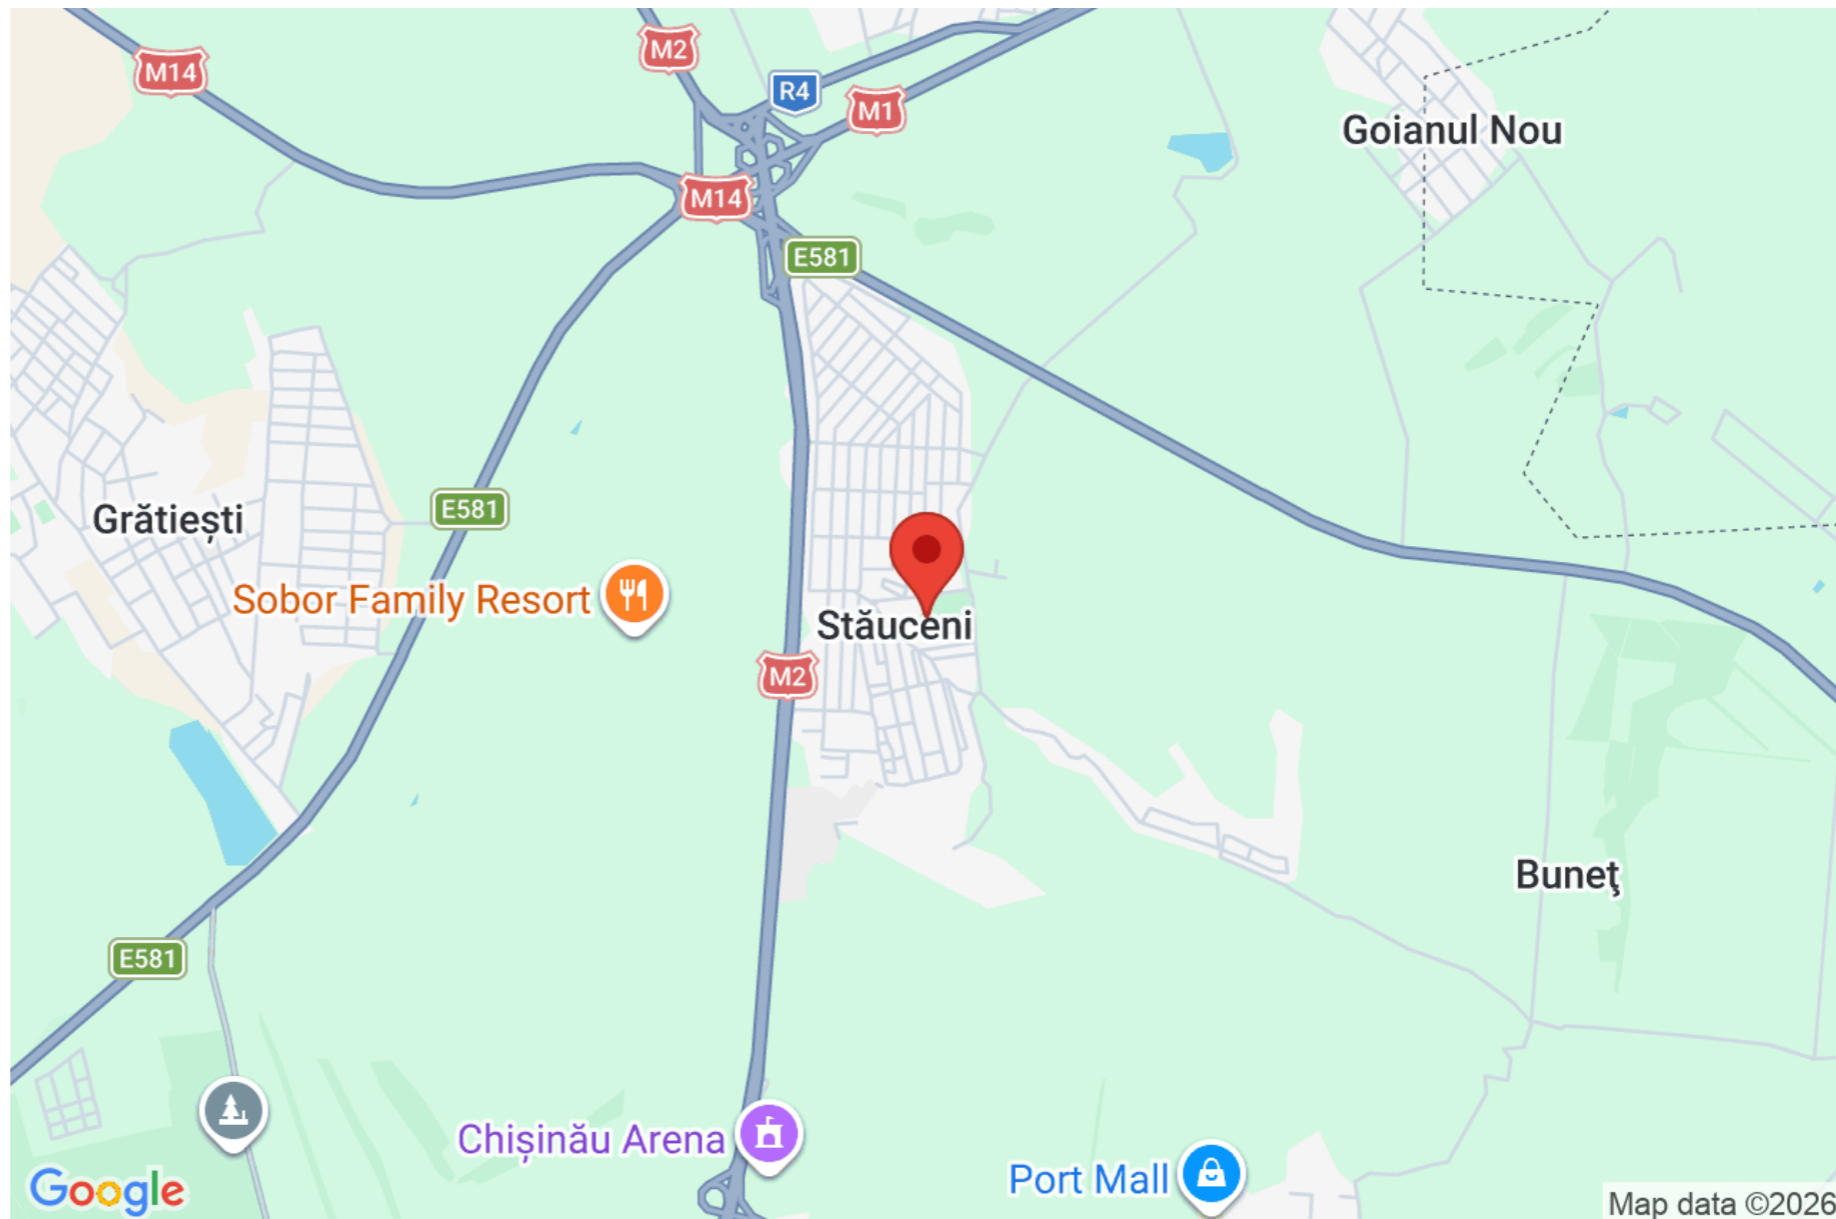 M2
M14
R4
M1
Goianul Nou
M14
E581
E581
Grătiești
Sobor Family Resort
Stăuceni
M2
Buneţ
E581
Chișinău Arena
Port Mall
Google
Map data ©2026